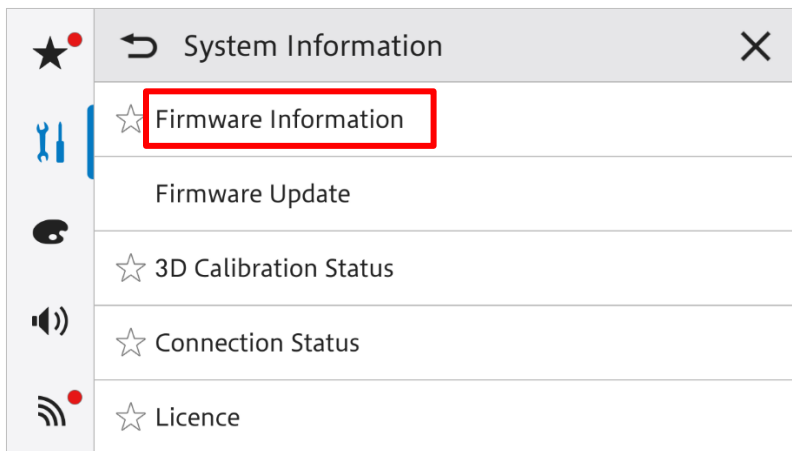 System Information
Firmware Information
Firmware Update
3D Calibration Status
Connection Status
Licence